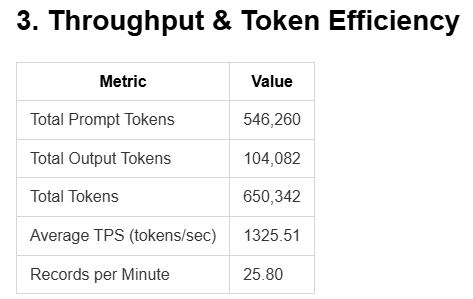 3. Throughput & Token Efficiency
Metric Value
Total Prompt Tokens 546,260
Total Output Tokens 104,082
Total Tokens 650,342
Average TPS (tokens/sec) 1325.51
Records per Minute 25.80